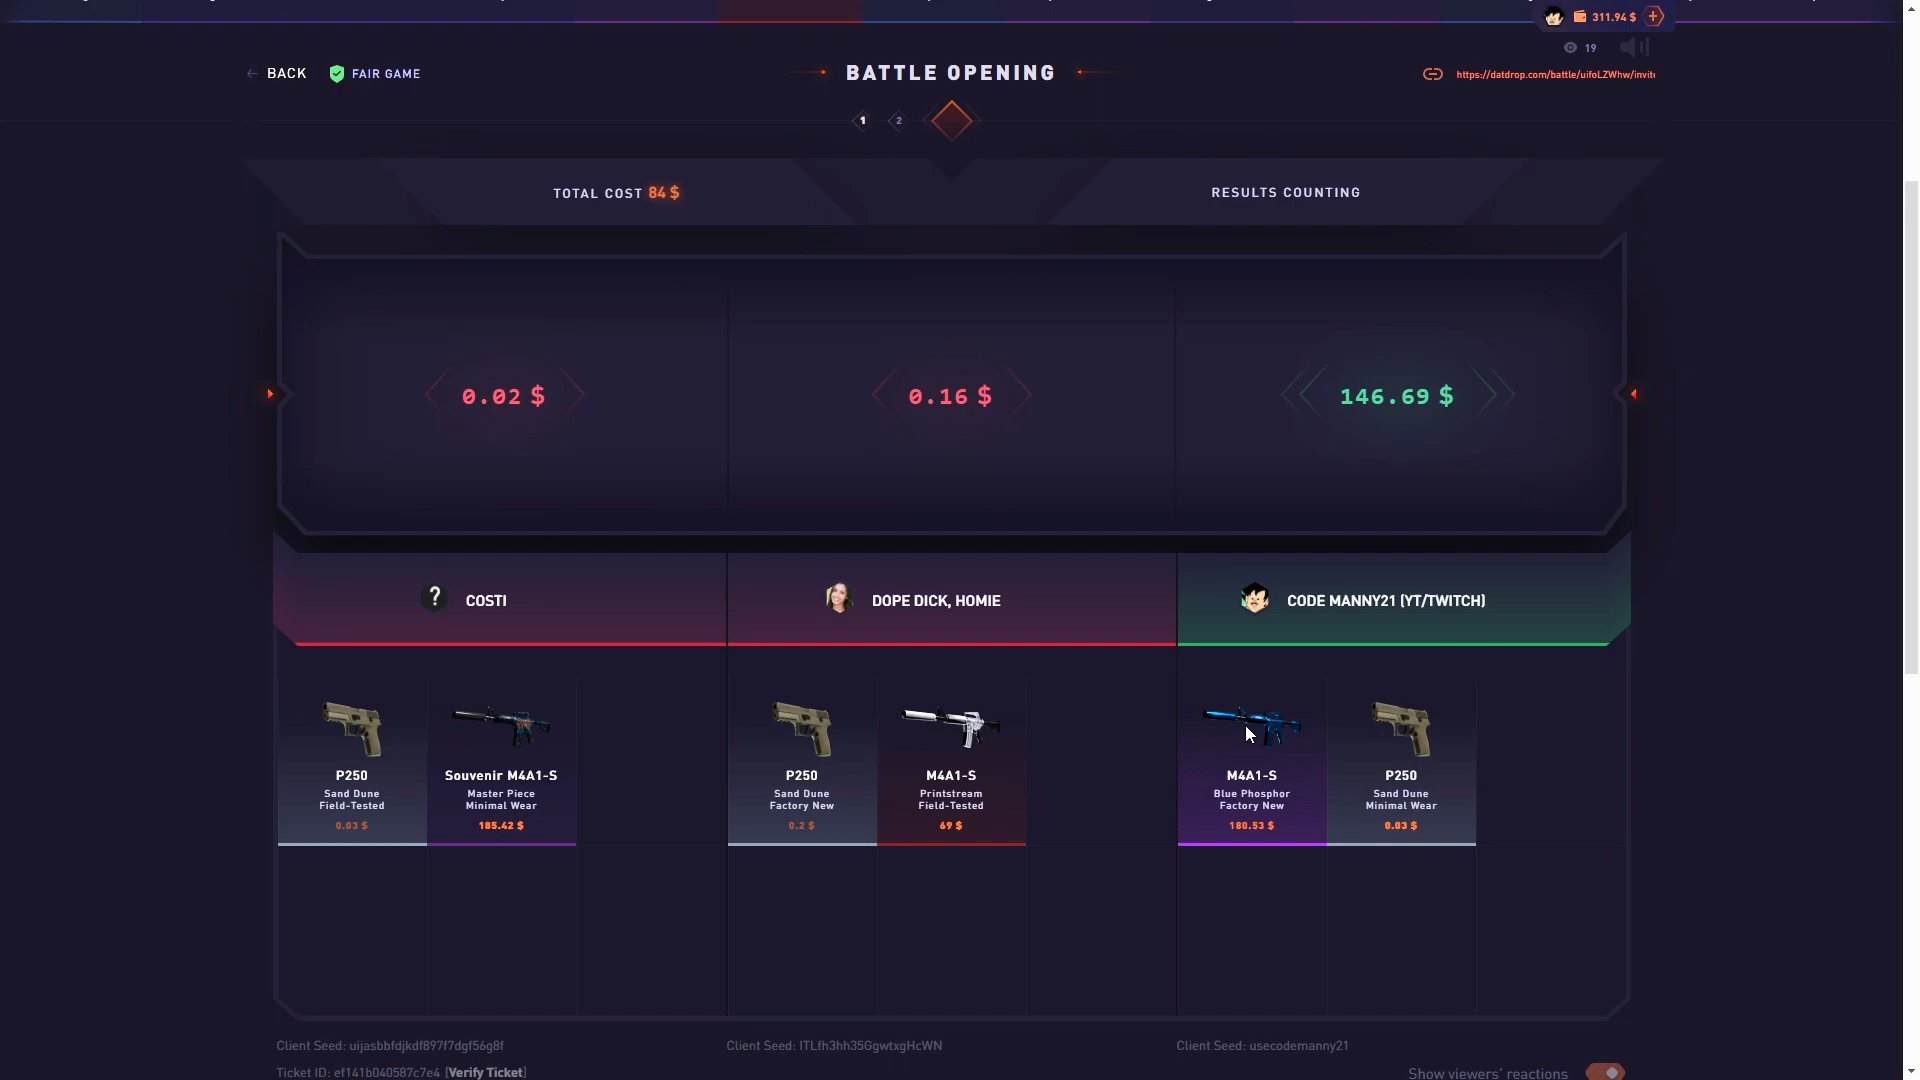 311.94 $
19
BACK
FAIR GAME
BATTLE OPENING
https://datdrop.com/battle/uifoLZWhw/invite
1
2
TOTAL COST 84 $
RESULTS COUNTING
0.02 $
0.16 $
146.69 $
COSTI
DOPE DICK, HOMIE
CODE MANNY21 (YT/TWITCH)
P250
Sand Dune
Field-Tested
0.03 $
Souvenir M4A1-S
Master Piece
Minimal Wear
185.42 $
P250
Sand Dune
Factory New
0.2 $
M4A1-S
Printstream
Field-Tested
69 $
M4A1-S
Blue Phosphor
Factory New
180.53 $
P250
Sand Dune
Minimal Wear
0.03 $
Client Seed: uijasbbfdjkdf897f7dgf56g8f
Client Seed: ITLfh3hh35GgwtxgHcWN
Client Seed: usecodemanny21
Ticket ID: ef141b040587c7e4 [Verify Ticket]
Show viewers' reactions